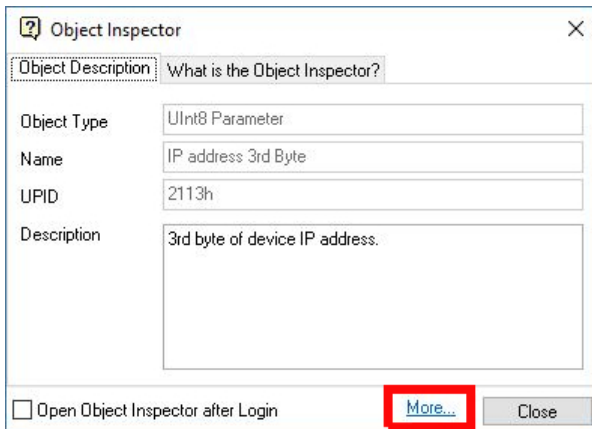 Object Inspector
Object Description What is the Object Inspector?
Object Type UInt8 Parameter
Name IP address 3rd Byte
UPID 2113h
Description 3rd byte of device IP address.
Open Object Inspector after Login More... Close